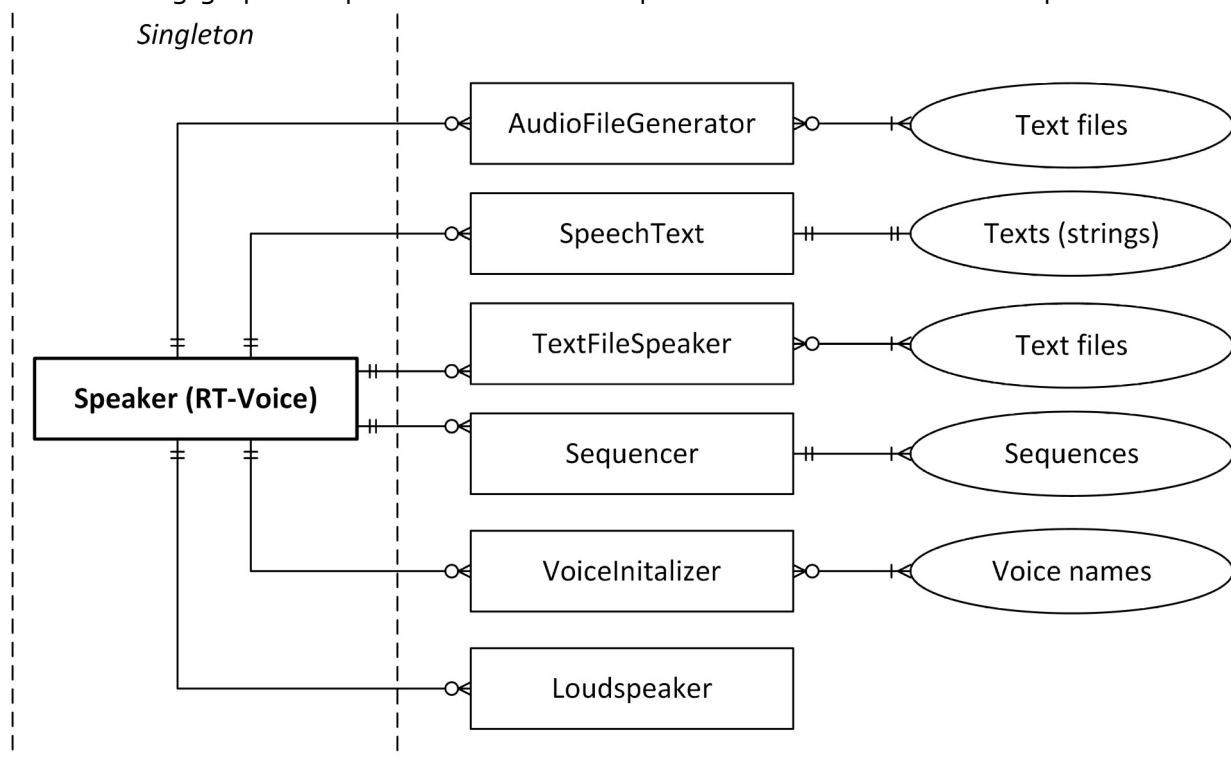 Singleton
AudioFileGenerator
Text files
SpeechText
Texts (strings)
TextFileSpeaker
Text files
Speaker (RT-Voice)
Sequencer
Sequences
VoiceInitalizer
Voice names
Loudspeaker